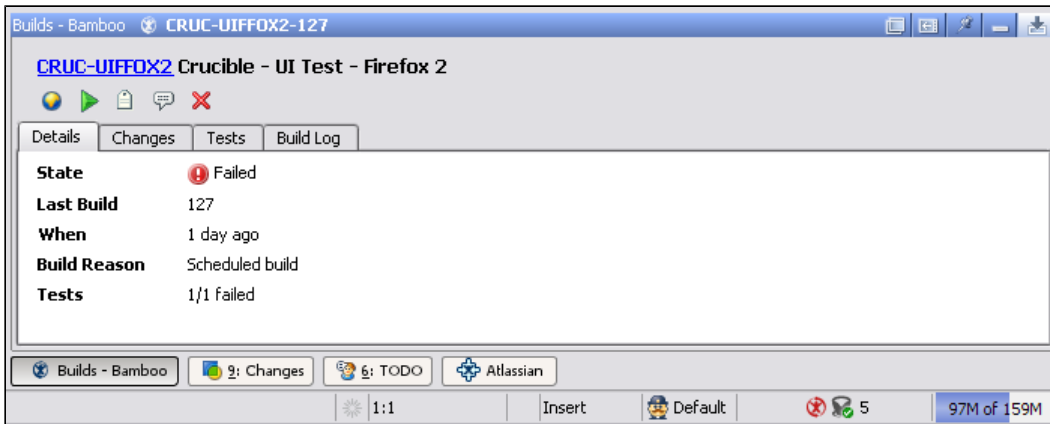 Builds - Bamboo CRUC-UIFFOX2-127
CRUC-UIFFOX2 Crucible - UI Test - Firefox 2
Details Changes Tests Build Log
State Failed
Last Build 127
When 1 day ago
Build Reason Scheduled build
Tests 1/1 failed
Builds - Bamboo 9: Changes 6: TODO Atlassian
1:1 Insert Default 5 97M of 159M